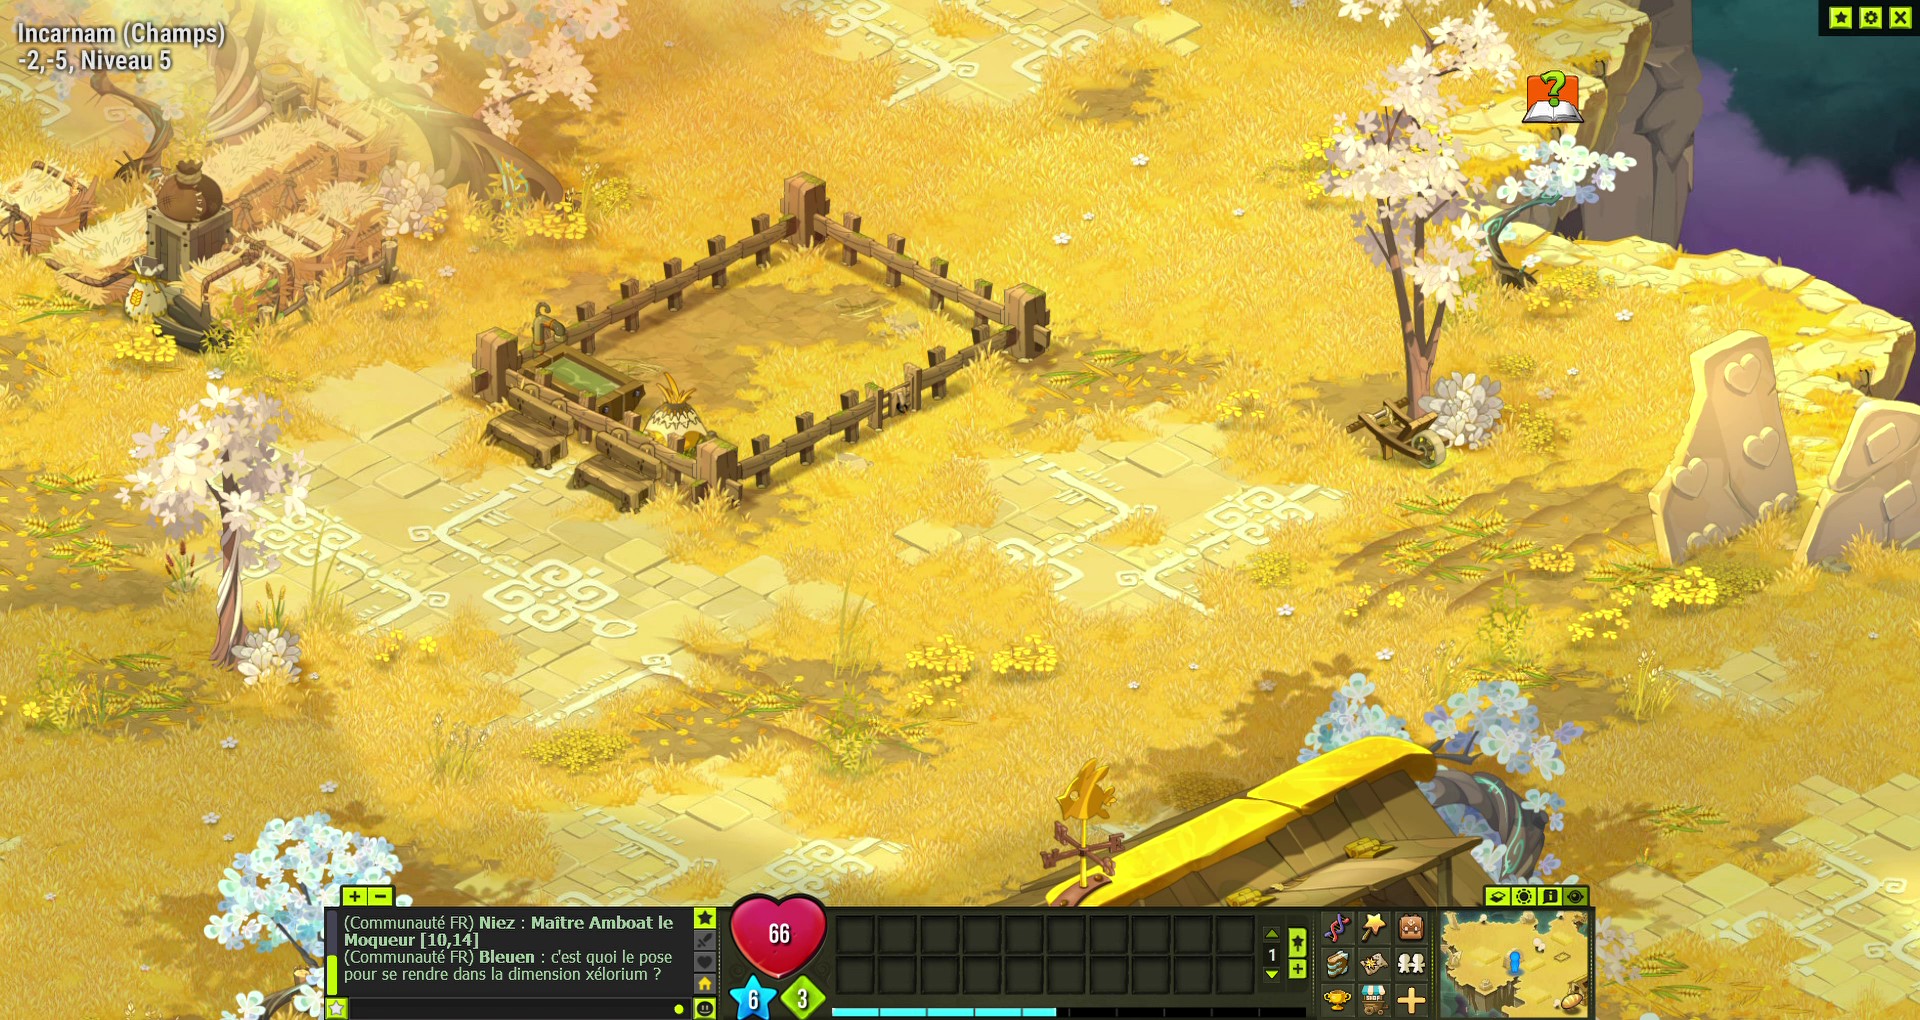 Incarnam (Champs)
-2,-5, Niveau 5
(Communauté FR) Niez : Maître Amboat le
Moqueur [10,14]
(Communauté FR) Bleuen : c'est quoi le pose
pour se rendre dans la dimension xélorium ?
66
6
3
1
SHOP